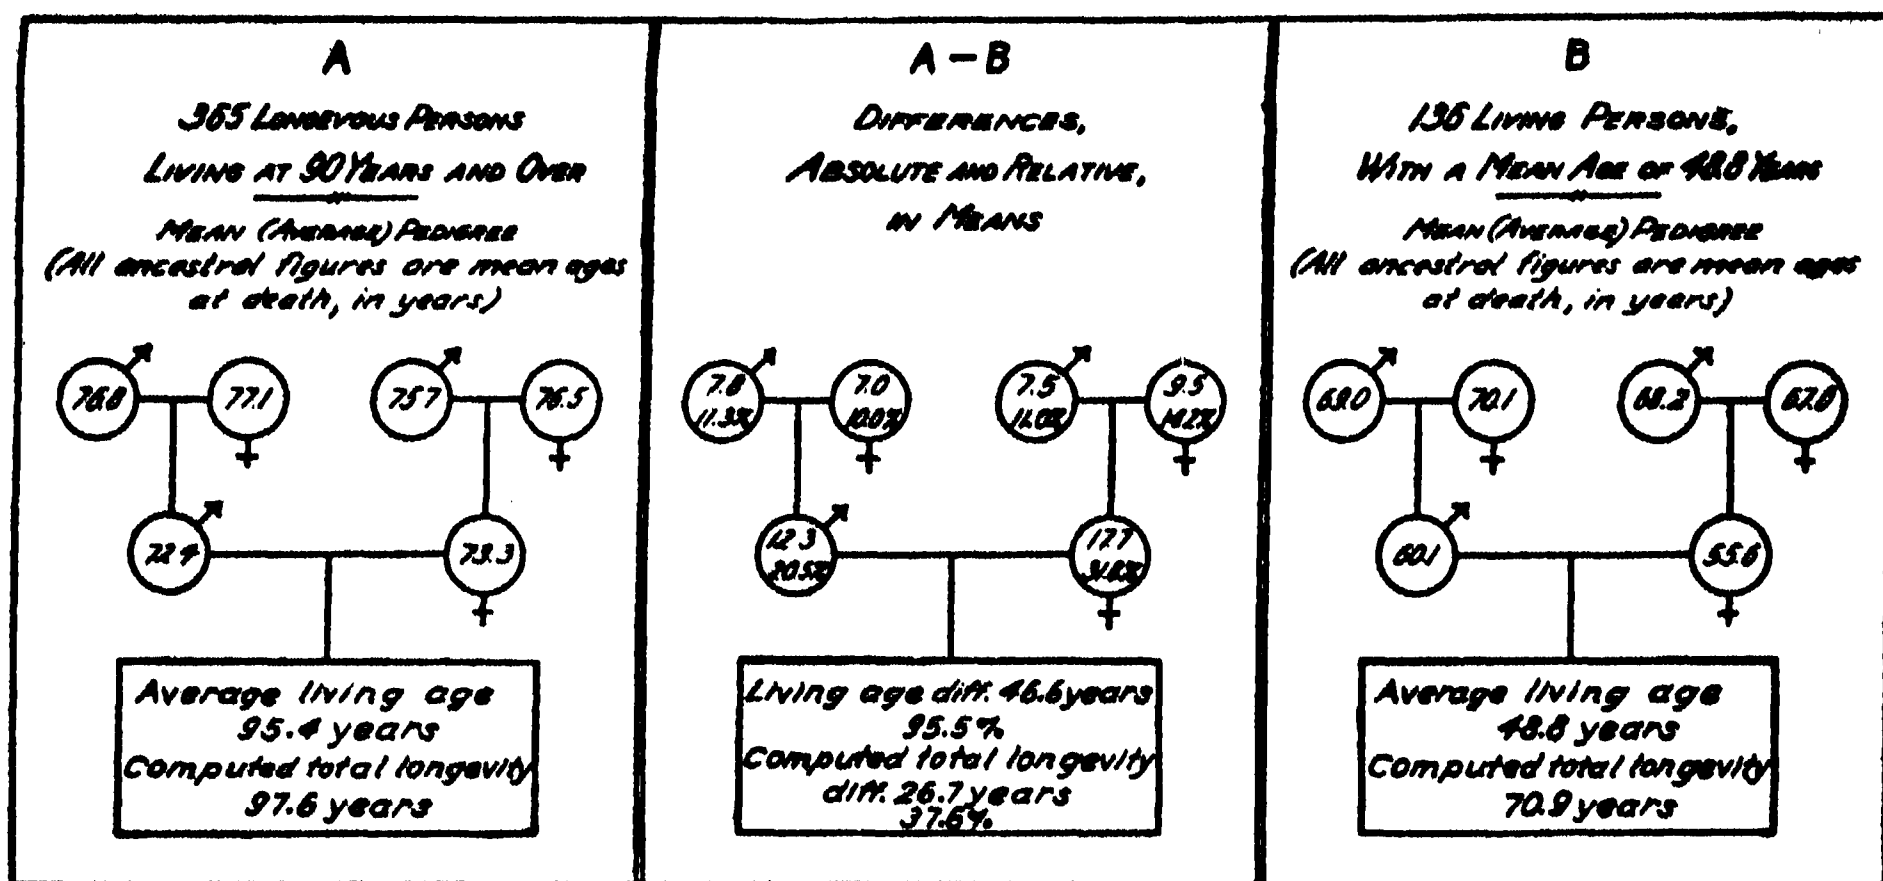 A
365 LONGEVOUS PERSONS
LIVING AT 90 YEARS AND OVER
MEAN (AVERAGE) PEDIGREE
(All ancestral figures are mean ages
at death, in years)
76.8 77.1 75.7 76.5
72.4 73.3
Average living age
95.4 years
Computed total longevity
97.6 years
A – B
DIFFERENCES,
ABSOLUTE AND RELATIVE,
IN MEANS
7.8 7.0 7.5 9.5
11.3% 10.0% 11.0% 14.2%
12.3 17.7
20.5% 31.8%
Living age diff. 46.6 years
95.5%
Computed total longevity
diff. 26.7 years
37.6%
B
136 LIVING PERSONS,
WITH A MEAN AGE OF 48.8 YEARS
MEAN (AVERAGE) PEDIGREE
(All ancestral figures are mean ages
at death, in years)
69.0 70.1 68.2 67.0
60.1 55.6
Average living age
48.8 years
Computed total longevity
70.9 years